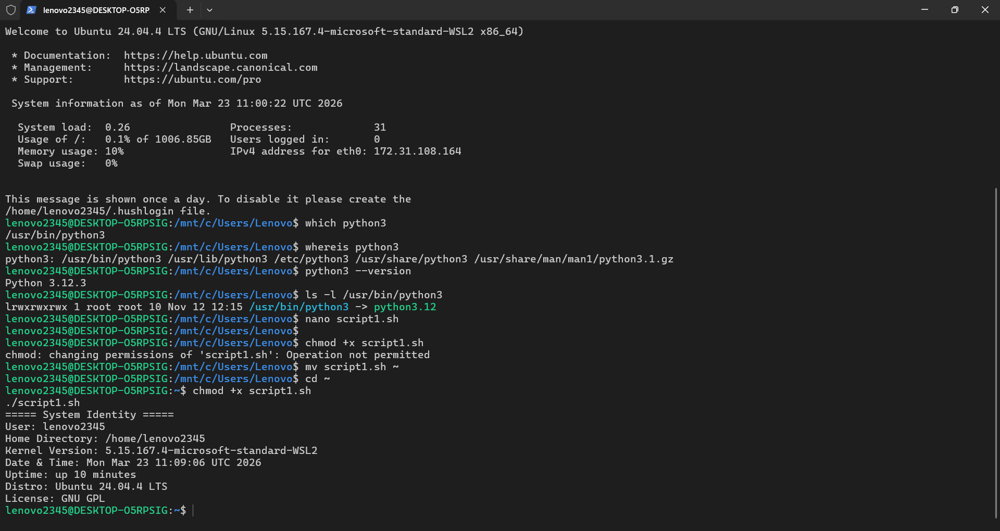 lenovo2345@DESKTOP-O5RP
Welcome to Ubuntu 24.04.4 LTS (GNU/Linux 5.15.167.4-microsoft-standard-WSL2 x86_64)
* Documentation:  https://help.ubuntu.com
* Management:     https://landscape.canonical.com
* Support:        https://ubuntu.com/pro
System information as of Mon Mar 23 11:00:22 UTC 2026
System load:  0.26                Processes:             31
Usage of /:   0.1% of 1006.85GB   Users logged in:       0
Memory usage: 10%                 IPv4 address for eth0: 172.31.108.164
Swap usage:   0%
This message is shown once a day. To disable it please create the
/home/lenovo2345/.hushlogin file.
lenovo2345@DESKTOP-O5RPSIG:/mnt/c/Users/Lenovo$ which python3
/usr/bin/python3
lenovo2345@DESKTOP-O5RPSIG:/mnt/c/Users/Lenovo$ whereis python3
python3: /usr/bin/python3 /usr/lib/python3 /etc/python3 /usr/share/python3 /usr/share/man/man1/python3.1.gz
lenovo2345@DESKTOP-O5RPSIG:/mnt/c/Users/Lenovo$ python3 --version
Python 3.12.3
lenovo2345@DESKTOP-O5RPSIG:/mnt/c/Users/Lenovo$ ls -l /usr/bin/python3
lrwxrwxrwx 1 root root 10 Nov 12 12:15 /usr/bin/python3 -> python3.12
lenovo2345@DESKTOP-O5RPSIG:/mnt/c/Users/Lenovo$ nano script1.sh
lenovo2345@DESKTOP-O5RPSIG:/mnt/c/Users/Lenovo$
lenovo2345@DESKTOP-O5RPSIG:/mnt/c/Users/Lenovo$ chmod +x script1.sh
chmod: changing permissions of 'script1.sh': Operation not permitted
lenovo2345@DESKTOP-O5RPSIG:/mnt/c/Users/Lenovo$ mv script1.sh ~
lenovo2345@DESKTOP-O5RPSIG:/mnt/c/Users/Lenovo$ cd ~
lenovo2345@DESKTOP-O5RPSIG:~$ chmod +x script1.sh
./script1.sh
===== System Identity =====
User: lenovo2345
Home Directory: /home/lenovo2345
Kernel Version: 5.15.167.4-microsoft-standard-WSL2
Date & Time: Mon Mar 23 11:09:06 UTC 2026
Uptime: up 10 minutes
Distro: Ubuntu 24.04.4 LTS
License: GNU GPL
lenovo2345@DESKTOP-O5RPSIG:~$